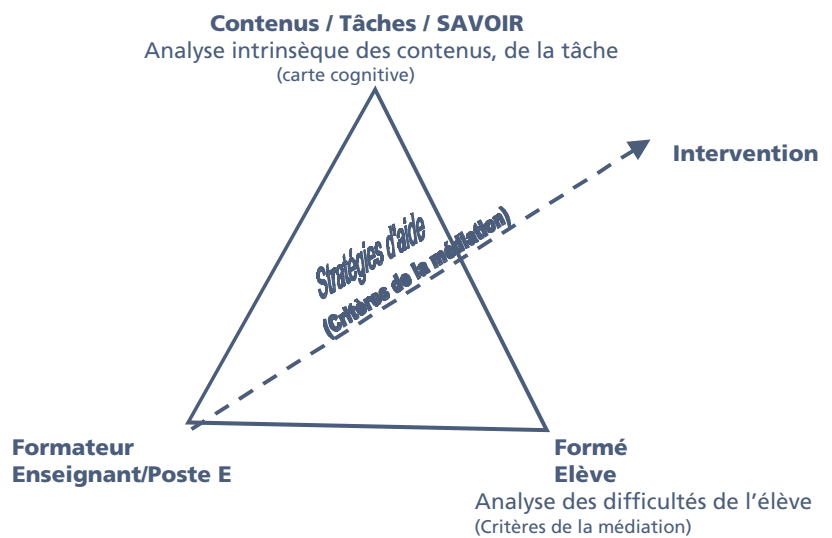 Contenus / Tâches / SAVOIR
Analyse intrinsèque des contenus, de la tâche
(carte cognitive)
Intervention
Stratégies d'aide
(Critères de la médiation)
Formateur
Enseignant/Poste E
Formé
Elève
Analyse des difficultés de l’élève
(Critères de la médiation)